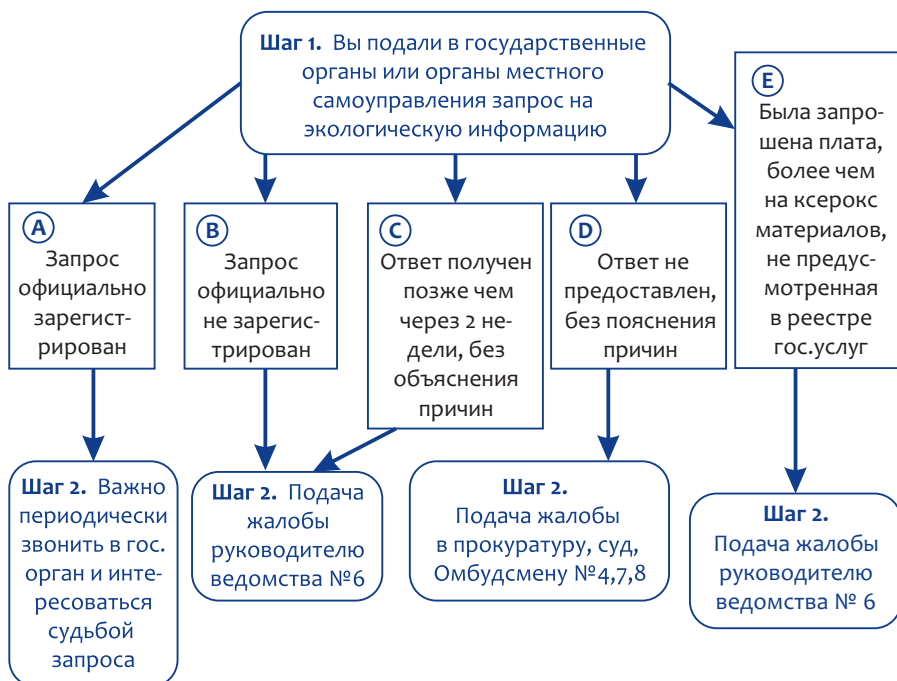 Шаг 1. Вы подали в государственные
органы или органы местного
самоуправления запрос на
экологическую информацию
A
Запрос
официально
зарегист-
рирован
B
Запрос
официально
не зарегис-
трирован
C
Ответ получен
позже чем
через 2 не-
дели, без
объяснения
причин
D
Ответ не
предоставлен,
без пояснения
причин
E
Была запро-
шена плата,
более чем
на ксерокс
материалов,
не предус-
мотренная
в реестре
гос.услуг
Шаг 2. Важно
периодически
звонить в гос.
орган и инте-
ресоваться
судьбой
запроса
Шаг 2. Подача
жалобы
руководителю
ведомства №6
Шаг 2.
Подача жалобы
в прокуратуру, суд,
Омбудсмену №4,7,8
Шаг 2.
Подача жалобы
руководителю
ведомства № 6